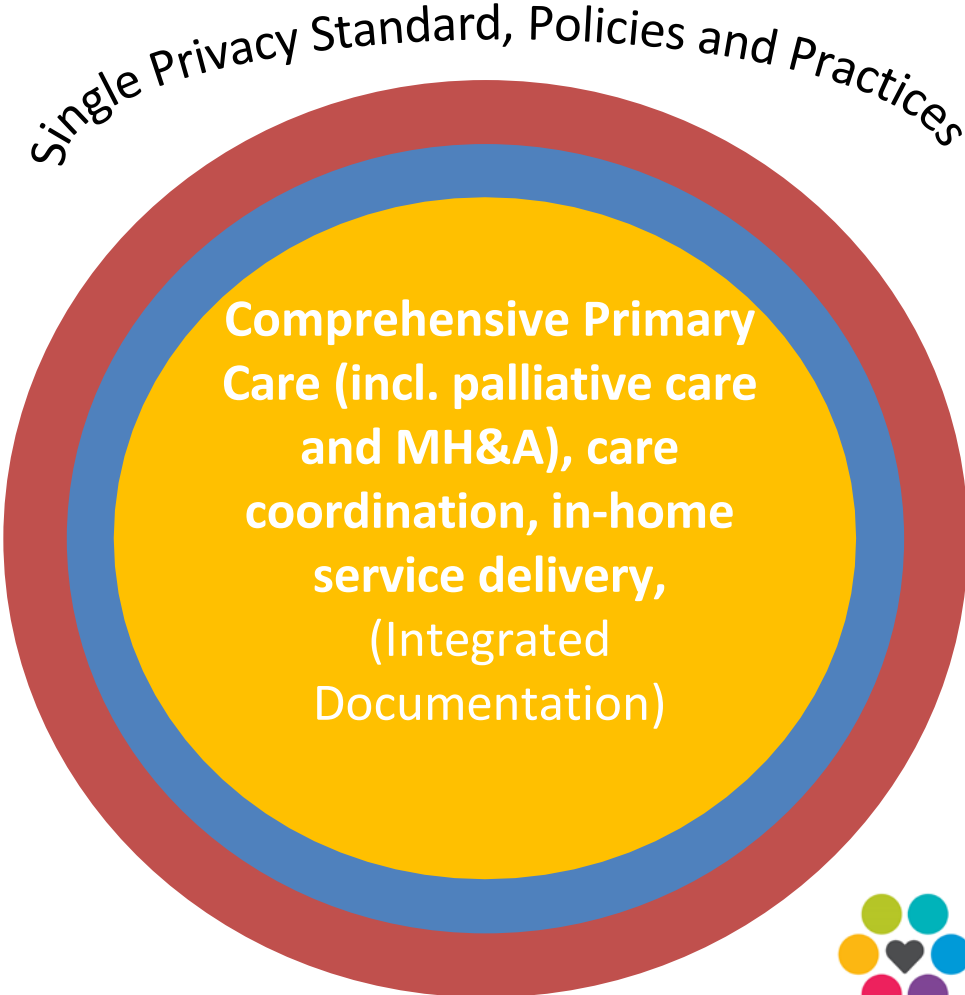 Single Privacy Standard, Policies and Practices
Comprehensive Primary
Care (incl. palliative care
and MH&A), care
coordination, in-home
service delivery,
(Integrated
Documentation)